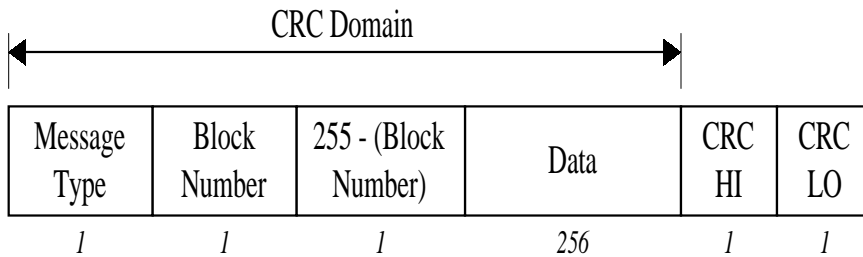 CRC Domain
Message Type
Block Number
255 - (Block Number)
Data
CRC HI
CRC LO
1 1 1 256 1 1